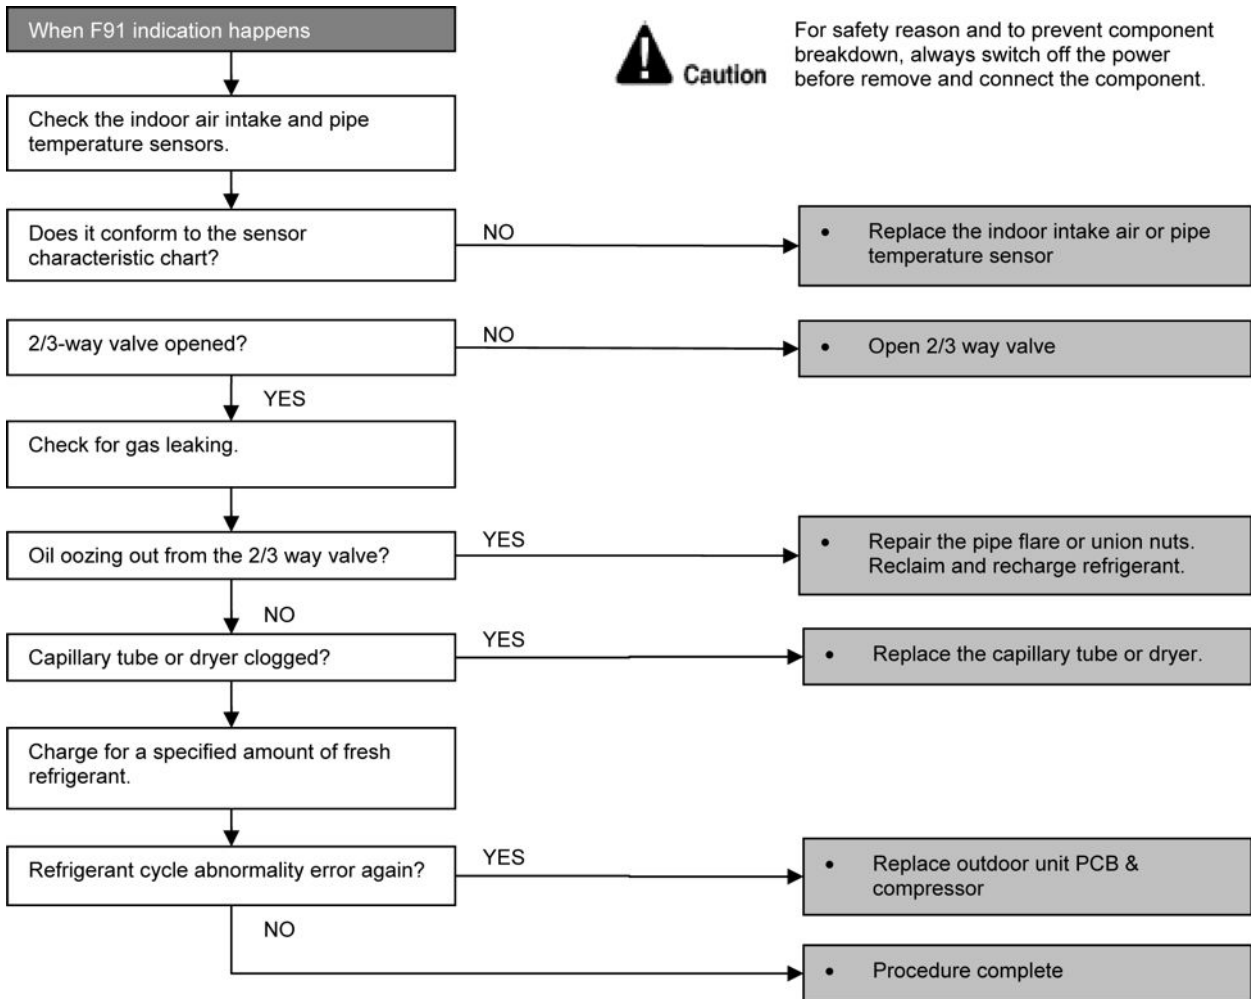 When F91 indication happens
Caution
For safety reason and to prevent component
breakdown, always switch off the power
before remove and connect the component.
Check the indoor air intake and pipe
temperature sensors.
Does it conform to the sensor
characteristic chart?
NO
• Replace the indoor intake air or pipe
temperature sensor
2/3-way valve opened?
NO
• Open 2/3 way valve
YES
Check for gas leaking.
Oil oozing out from the 2/3 way valve?
YES
• Repair the pipe flare or union nuts.
Reclaim and recharge refrigerant.
NO
Capillary tube or dryer clogged?
YES
• Replace the capillary tube or dryer.
Charge for a specified amount of fresh
refrigerant.
Refrigerant cycle abnormality error again?
YES
• Replace outdoor unit PCB &
compressor
NO
• Procedure complete